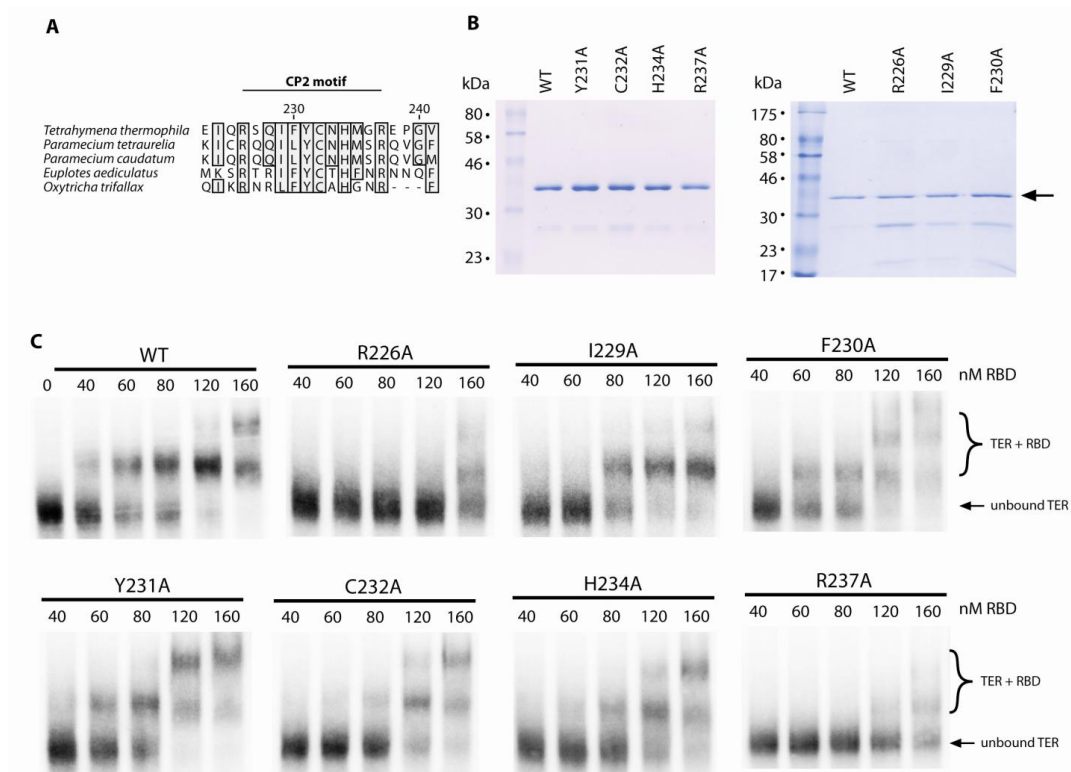 A
CP2 motif
230 240
Tetrahymena thermophila E I Q R S Q I F Y C N H M G R E P G V
Paramecium tetraurelia K I C R Q Q I L Y C N H M S R Q V G F
Paramecium caudatum K I Q R Q Q I L Y C N H M S R Q V G M
Euplotes aediculatus M K S R T R I F Y C T H F N R N N Q F
Oxytricha trifallax Q I K R N R L F Y C A H G N R - - - F
B
kDa WT Y231A C232A H234A R237A
80
58
46
30
23
kDa WT R226A I229A F230A
175
80
58
46
30
23
17
C
WT R226A I229A F230A
0 40 60 80 120 160 40 60 80 120 160 40 60 80 120 160 40 60 80 120 160 nM RBD
TER + RBD
unbound TER
Y231A C232A H234A R237A
40 60 80 120 160 40 60 80 120 160 40 60 80 120 160 40 60 80 120 160 nM RBD
TER + RBD
unbound TER